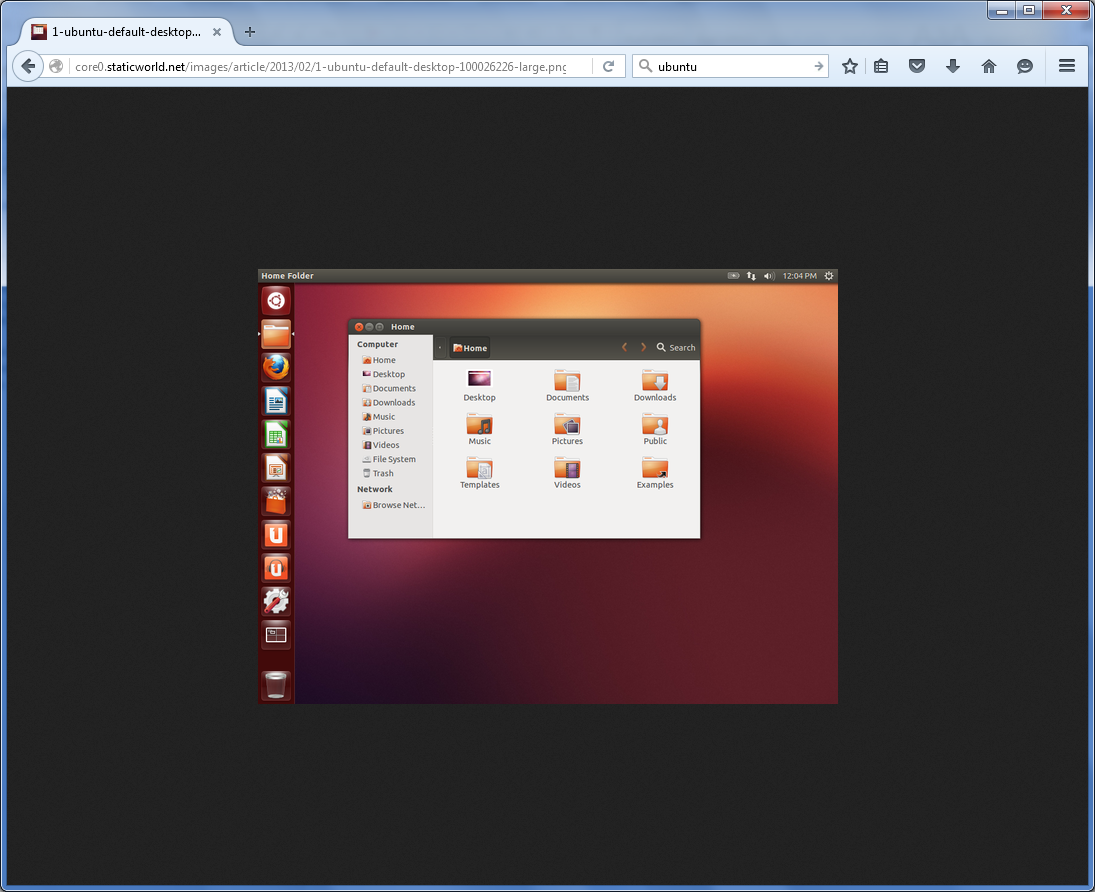 1-ubuntu-default-desktop...
core0.staticworld.net/images/article/2013/02/1-ubuntu-default-desktop-100026226-large.png
ubuntu
Home Folder
12:04 PM
Home
Computer
Home
Desktop
Documents
Downloads
Music
Pictures
Videos
File System
Trash
Network
Browse Net...
Home
Search
Desktop
Documents
Downloads
Music
Pictures
Public
Templates
Videos
Examples